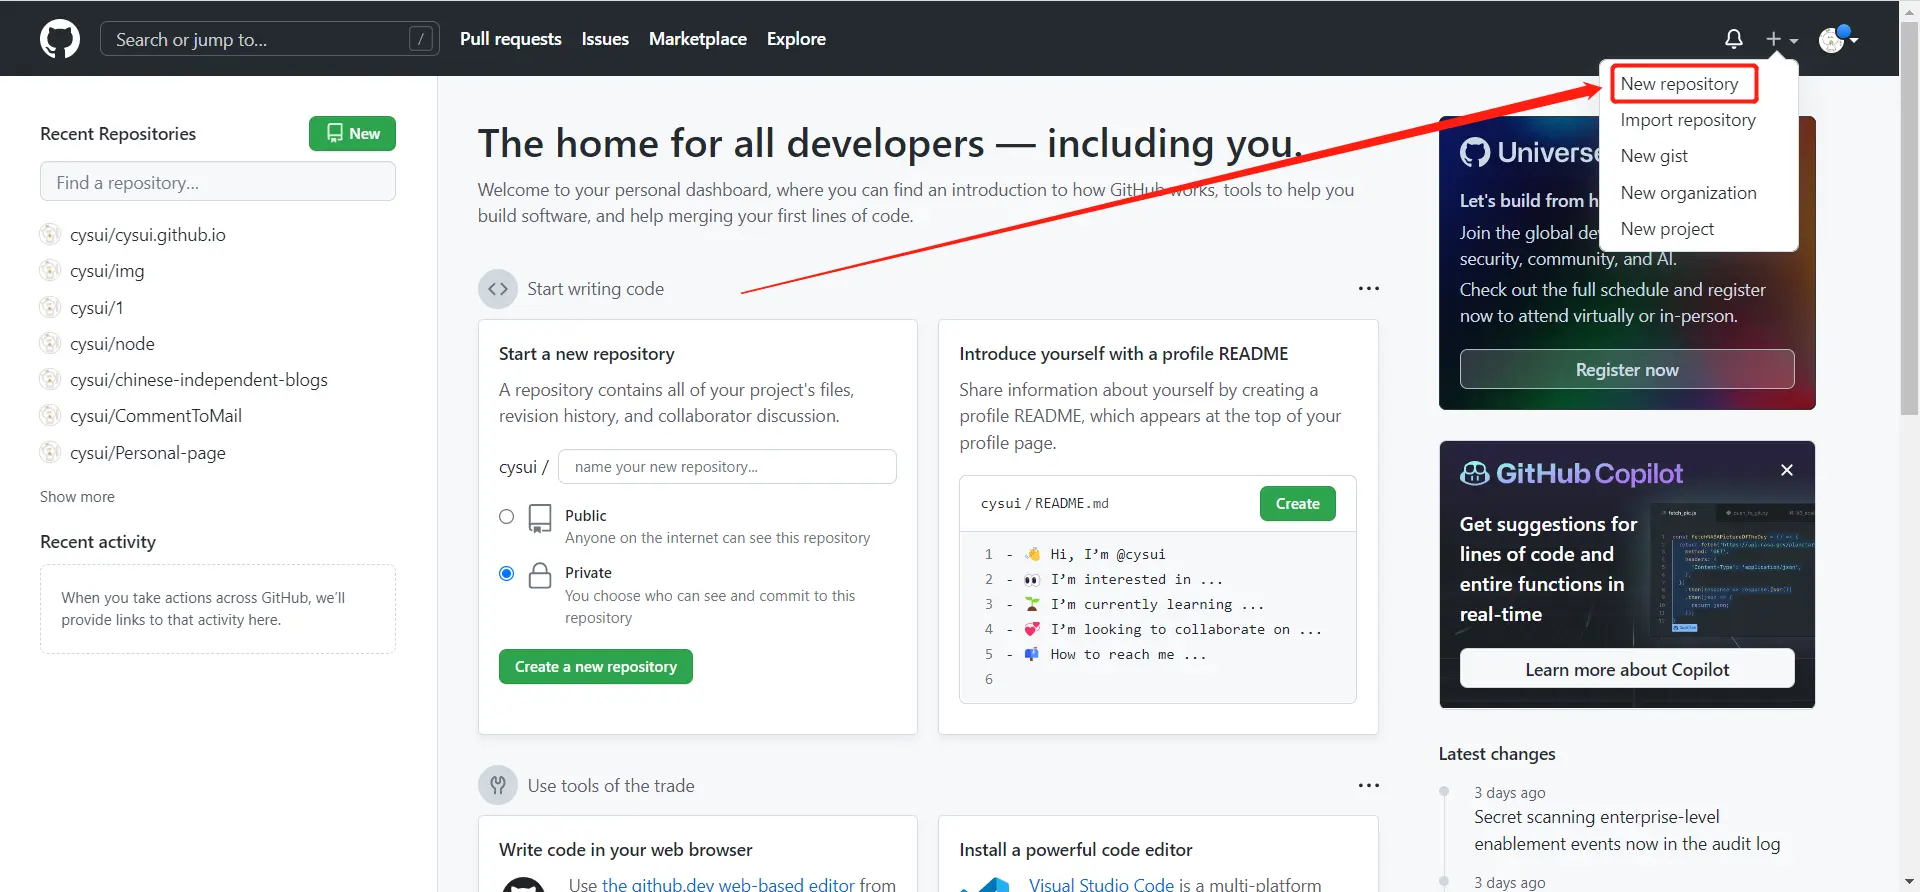 Search or jump to...
/
Pull requests
Issues
Marketplace
Explore
New repository
Import repository
New gist
New organization
New project
Recent Repositories
New
Find a repository...
cysui/cysui.github.io
cysui/img
cysui/1
cysui/node
cysui/chinese-independent-blogs
cysui/CommentToMail
cysui/Personal-page
Show more
Recent activity
When you take actions across GitHub, we'll
provide links to that activity here.
The home for all developers — including you.
Welcome to your personal dashboard, where you can find an introduction to how GitHub works, tools to help you
build software, and help merging your first lines of code.
Start writing code
Start a new repository
A repository contains all of your project's files,
revision history, and collaborator discussion.
cysui /
name your new repository...
Public
Anyone on the internet can see this repository
Private
You choose who can see and commit to this
repository
Create a new repository
Introduce yourself with a profile README
Share information about yourself by creating a
profile README, which appears at the top of your
profile page.
cysui / README.md
Create
1 - 👋 Hi, I'm @cysui
2 - 👀 I'm interested in ...
3 - 🌱 I'm currently learning ...
4 - 💞️ I'm looking to collaborate on ...
5 - 📫 How to reach me ...
6
Use tools of the trade
Write code in your web browser
Use the github.dev web-based editor from
Install a powerful code editor
Visual Studio Code is a multi-platform
Universe
Let's build from h
Join the global de
security, community, and AI.
Check out the full schedule and register
now to attend virtually or in-person.
Register now
GitHub Copilot
Get suggestions for
lines of code and
entire functions in
real-time
Learn more about Copilot
Latest changes
3 days ago
Secret scanning enterprise-level
enablement events now in the audit log
3 days ago